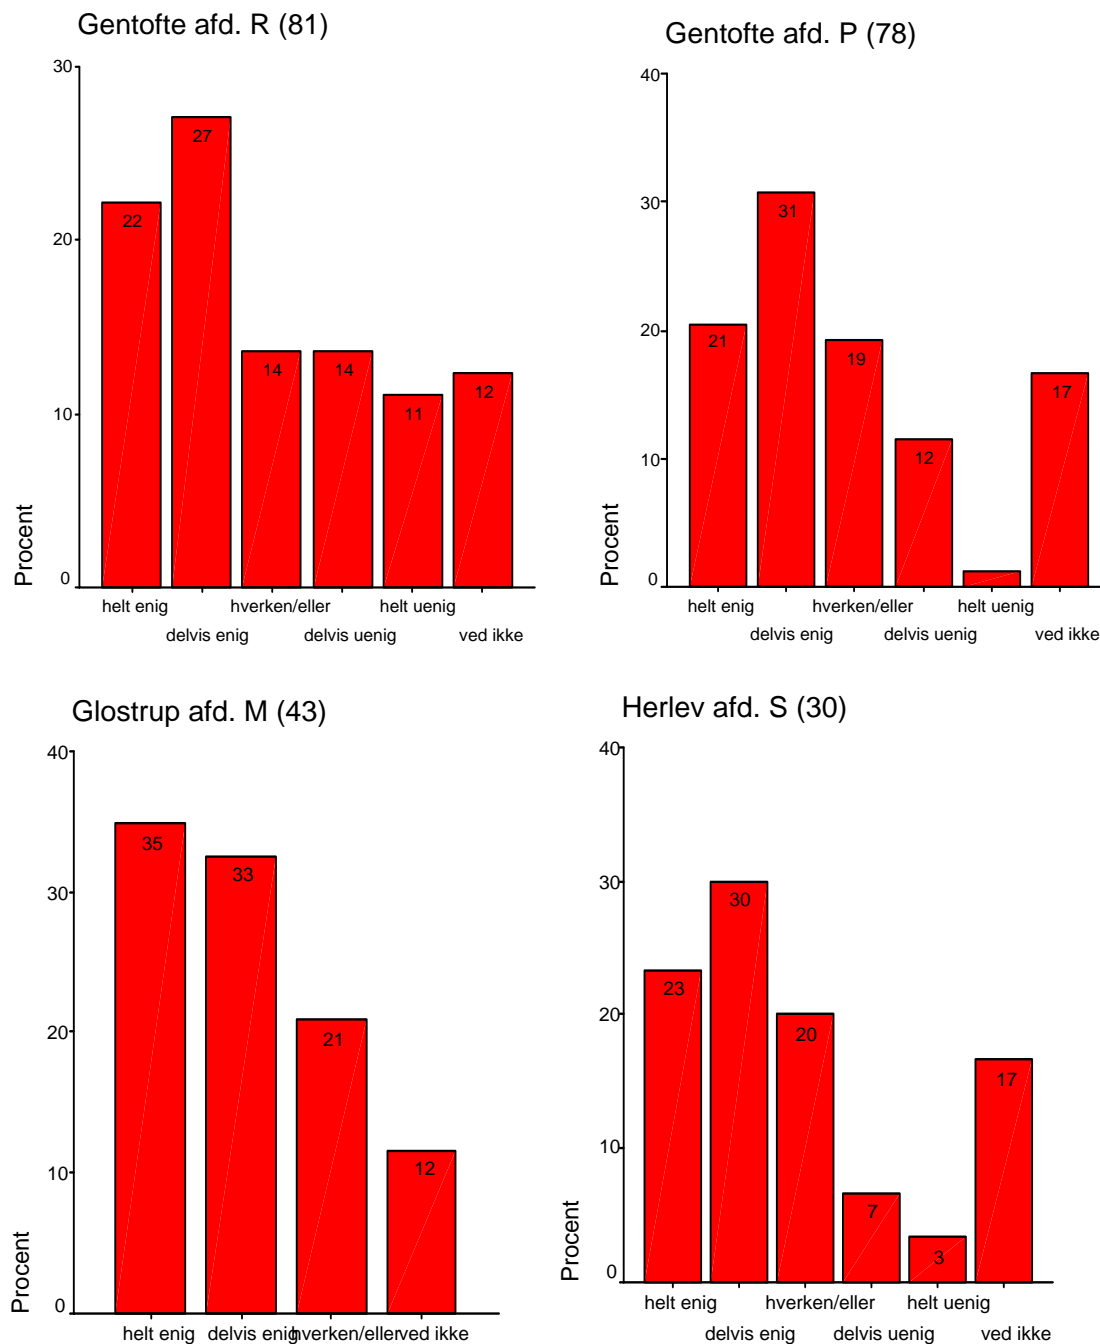 Gentofte afd. R (81)
30
20
10
0
Procent
22
27
14
14
11
12
helt enig
hverken/eller
helt uenig
delvis enig
delvis uenig
ved ikke
Gentofte afd. P (78)
40
30
20
10
0
Procent
21
31
19
12
17
helt enig
hverken/eller
helt uenig
delvis enig
delvis uenig
ved ikke
Glostrup afd. M (43)
40
30
20
10
0
Procent
35
33
21
12
helt enig
delvis enig
hverken/eller
ved ikke
Herlev afd. S (30)
40
30
20
10
0
Procent
23
30
20
7
3
17
helt enig
hverken/eller
helt uenig
delvis enig
delvis uenig
ved ikke